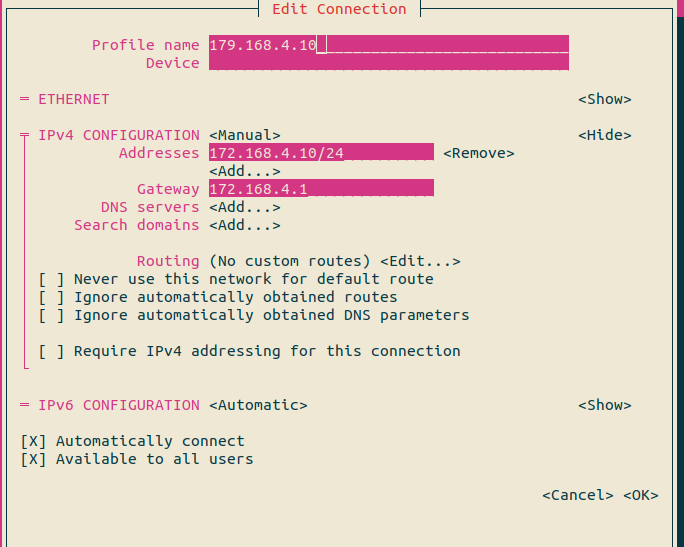 Edit Connection
Profile name 179.168.4.10
Device
═ ETHERNET <Show>
╤ IPv4 CONFIGURATION <Manual> <Hide>
Addresses 172.168.4.10/24 <Remove>
<Add...>
Gateway 172.168.4.1
DNS servers <Add...>
Search domains <Add...>
Routing (No custom routes) <Edit...>
[ ] Never use this network for default route
[ ] Ignore automatically obtained routes
[ ] Ignore automatically obtained DNS parameters
[ ] Require IPv4 addressing for this connection
═ IPv6 CONFIGURATION <Automatic> <Show>
[X] Automatically connect
[X] Available to all users
<Cancel> <OK>